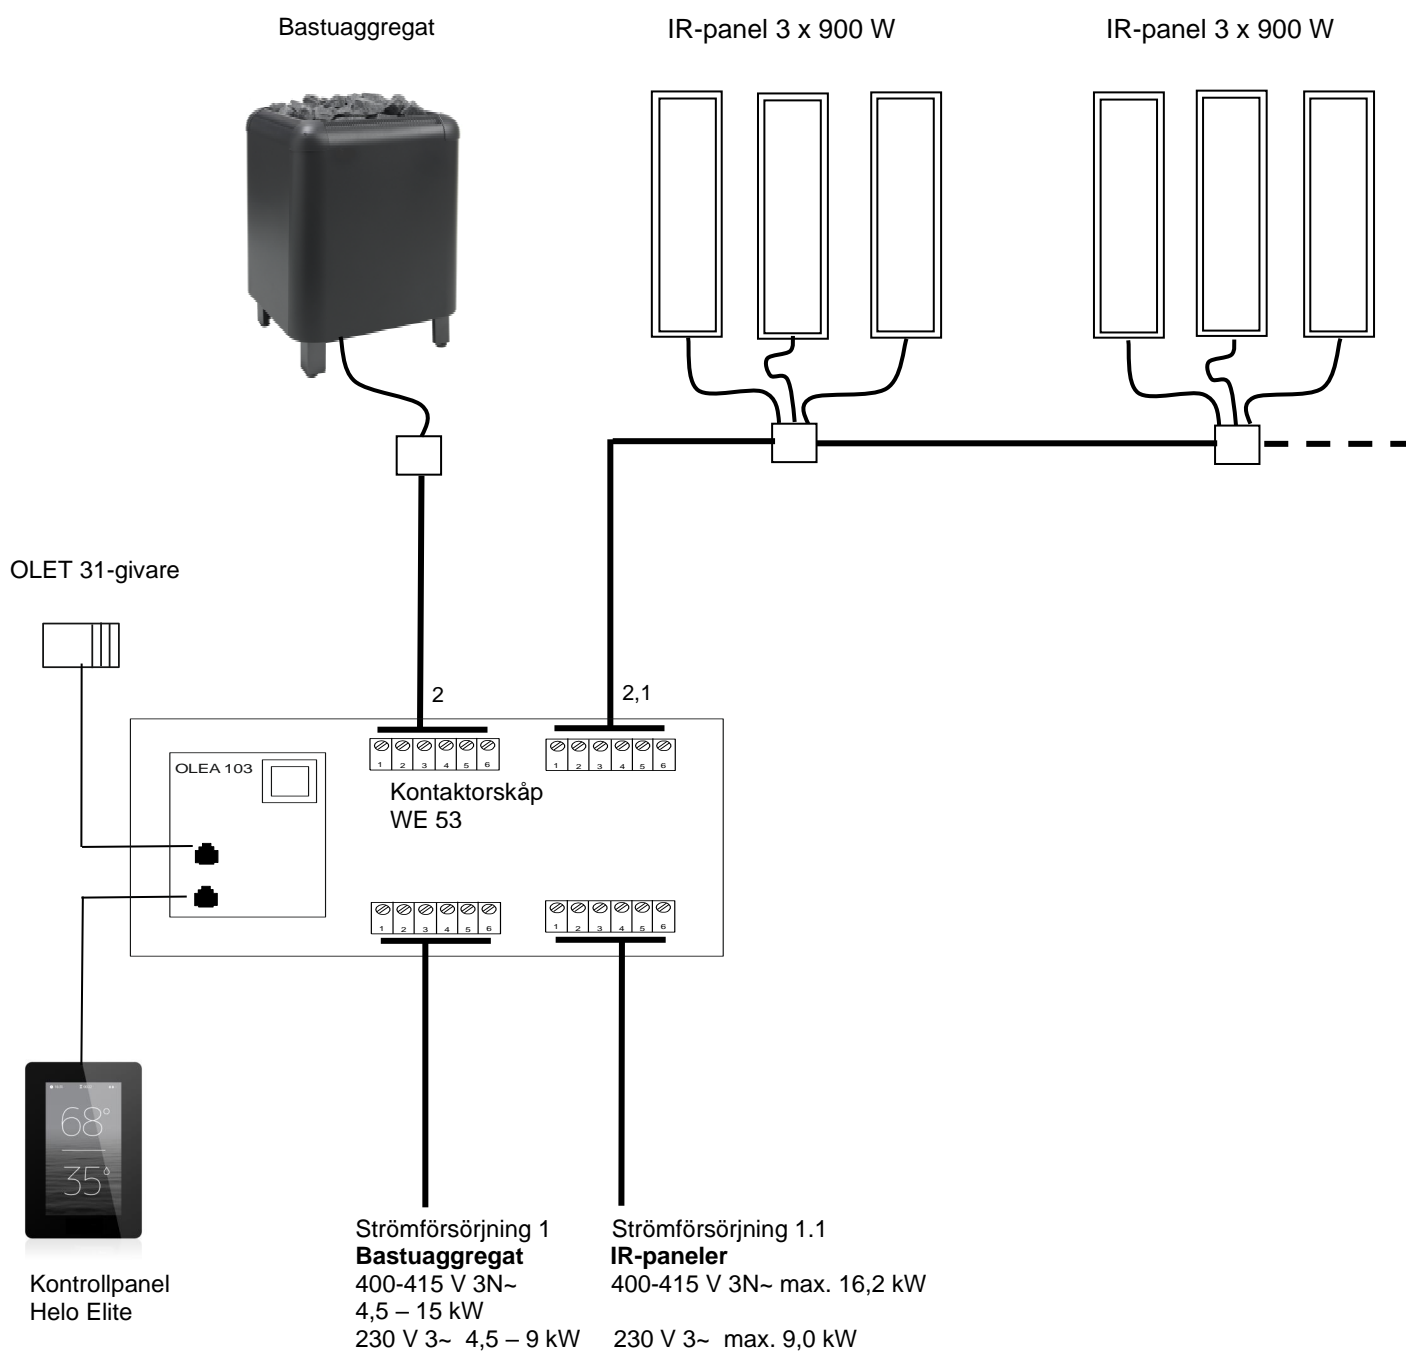 Bastuaggregat
IR-panel 3 x 900 W
IR-panel 3 x 900 W
OLET 31-givare
2
2,1
1 2 3 4 5 6
1 2 3 4 5 6
OLEA 103
Kontaktorskåp
WE 53
1 2 3 4 5 6
1 2 3 4 5 6
68°
35°
Kontrollpanel
Helo Elite
Strömförsörjning 1
Bastuaggregat
400-415 V 3N~
4,5 – 15 kW
230 V 3~ 4,5 – 9 kW
Strömförsörjning 1.1
IR-paneler
400-415 V 3N~ max. 16,2 kW
230 V 3~ max. 9,0 kW